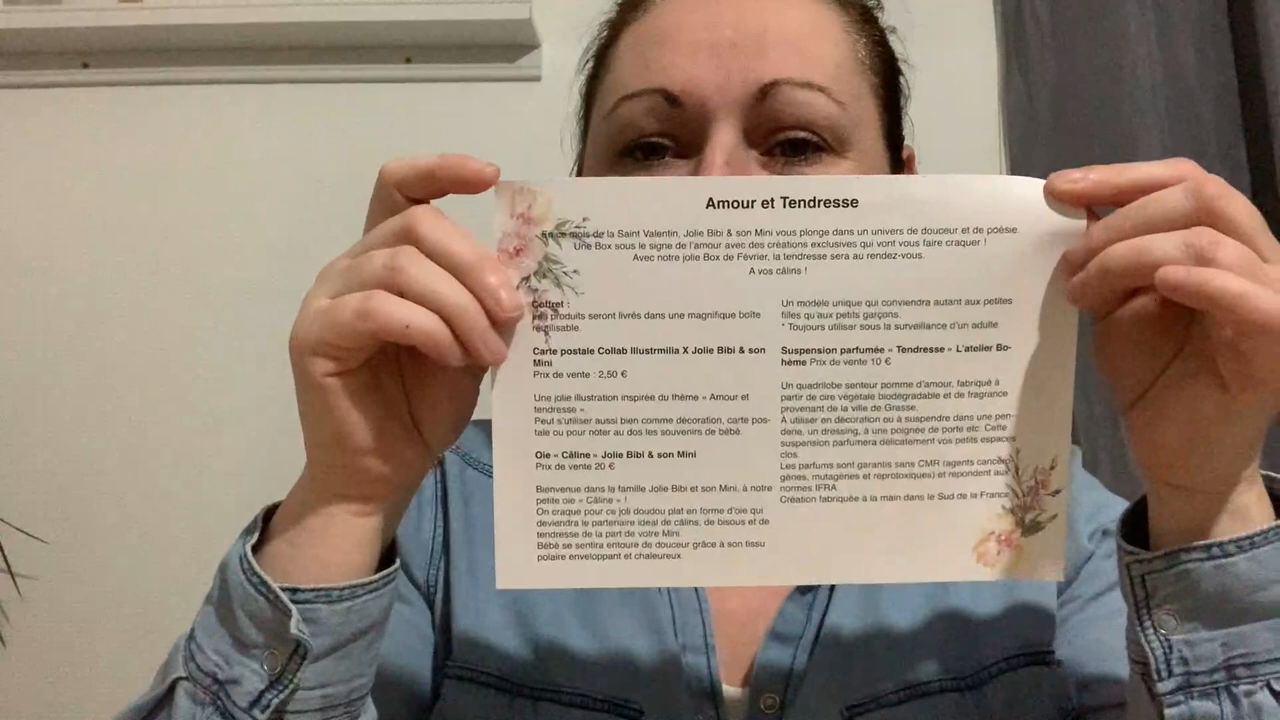 Amour et Tendresse
En ce mois de la Saint Valentin, Jolie Bibi & son Mini vous plonge dans un univers de douceur et de poésie.
Une Box sous le signe de l'amour avec des créations exclusives qui vont vous faire craquer !
Avec notre jolie Box de Février, la tendresse sera au rendez-vous.
A vos câlins !
Coffret :
produits seront livrés dans une magnifique boîte
réutilisable.
Carte postale Collab Illustrmilia X Jolie Bibi & son
Mini
Prix de vente : 2,50 €
Une jolie illustration inspirée du thème « Amour et
tendresse ».
Peut s'utiliser aussi bien comme décoration, carte pos-
tale ou pour noter au dos les souvenirs de bébé.
Oie « Câline » Jolie Bibi & son Mini
Prix de vente 20 €
Bienvenue dans la famille Jolie Bibi et son Mini, à notre
petite oie « Câline » !
On craque pour ce joli doudou plat en forme d'oie qui
deviendra le partenaire idéal de câlins, de bisous et de
tendresse de la part de votre Mini.
Bébé se sentira entouré de douceur grâce à son tissu
polaire enveloppant et chaleureux.
Un modèle unique qui conviendra autant aux petites
filles qu'aux petits garçons.
* Toujours utiliser sous la surveillance d'un adulte
Suspension parfumée « Tendresse » L'atelier Bo-
hème Prix de vente 10 €
Un quadrilobe senteur pomme d'amour, fabriqué à
partir de cire végétale biodégradable et de fragrance
provenant de la ville de Grasse.
À utiliser en décoration ou à suspendre dans une pen-
derie, un dressing, à une poignée de porte etc. Cette
suspension parfumera délicatement vos petits espaces
clos.
Les parfums sont garantis sans CMR (agents cancéro-
gènes, mutagènes et reprotoxiques) et répondent aux
normes IFRA.
Création fabriquée à la main dans le Sud de la France